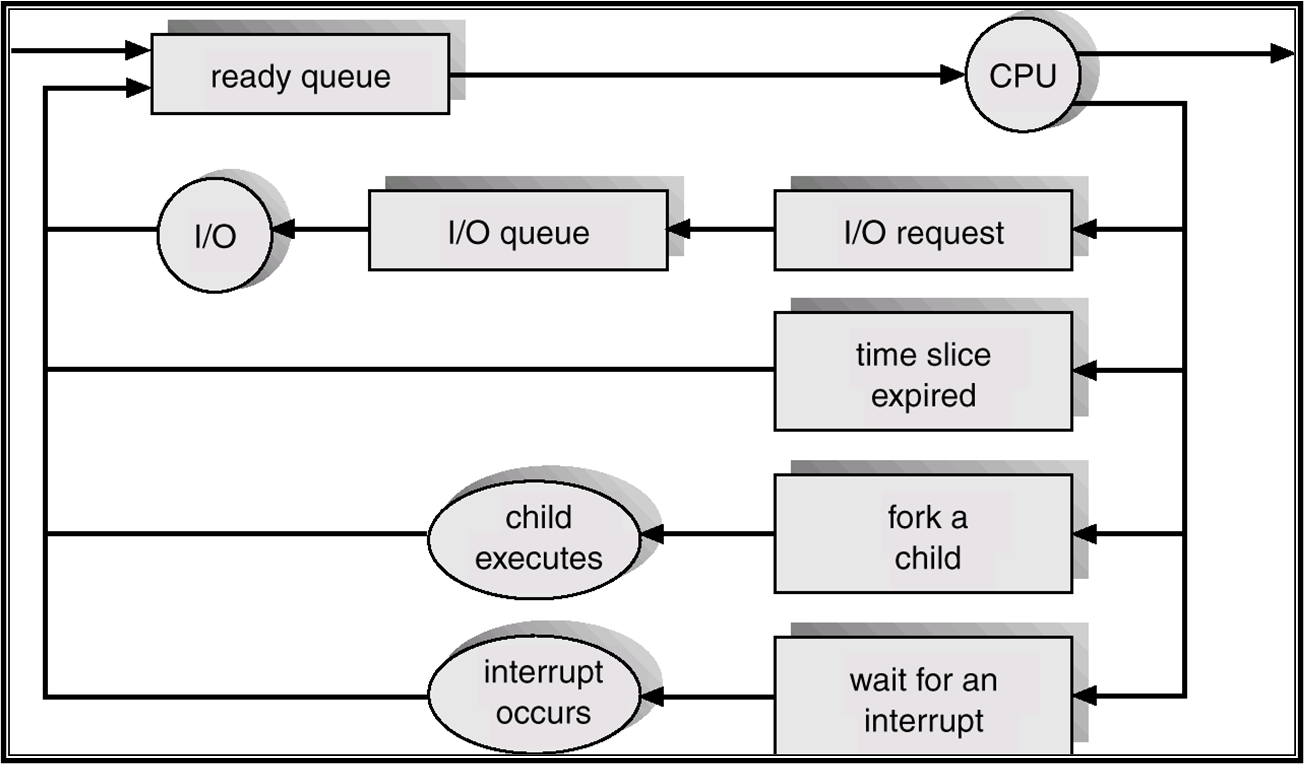 ready queue
CPU
I/O
I/O queue
I/O request
time slice
expired
child
executes
fork a
child
interrupt
occurs
wait for an
interrupt